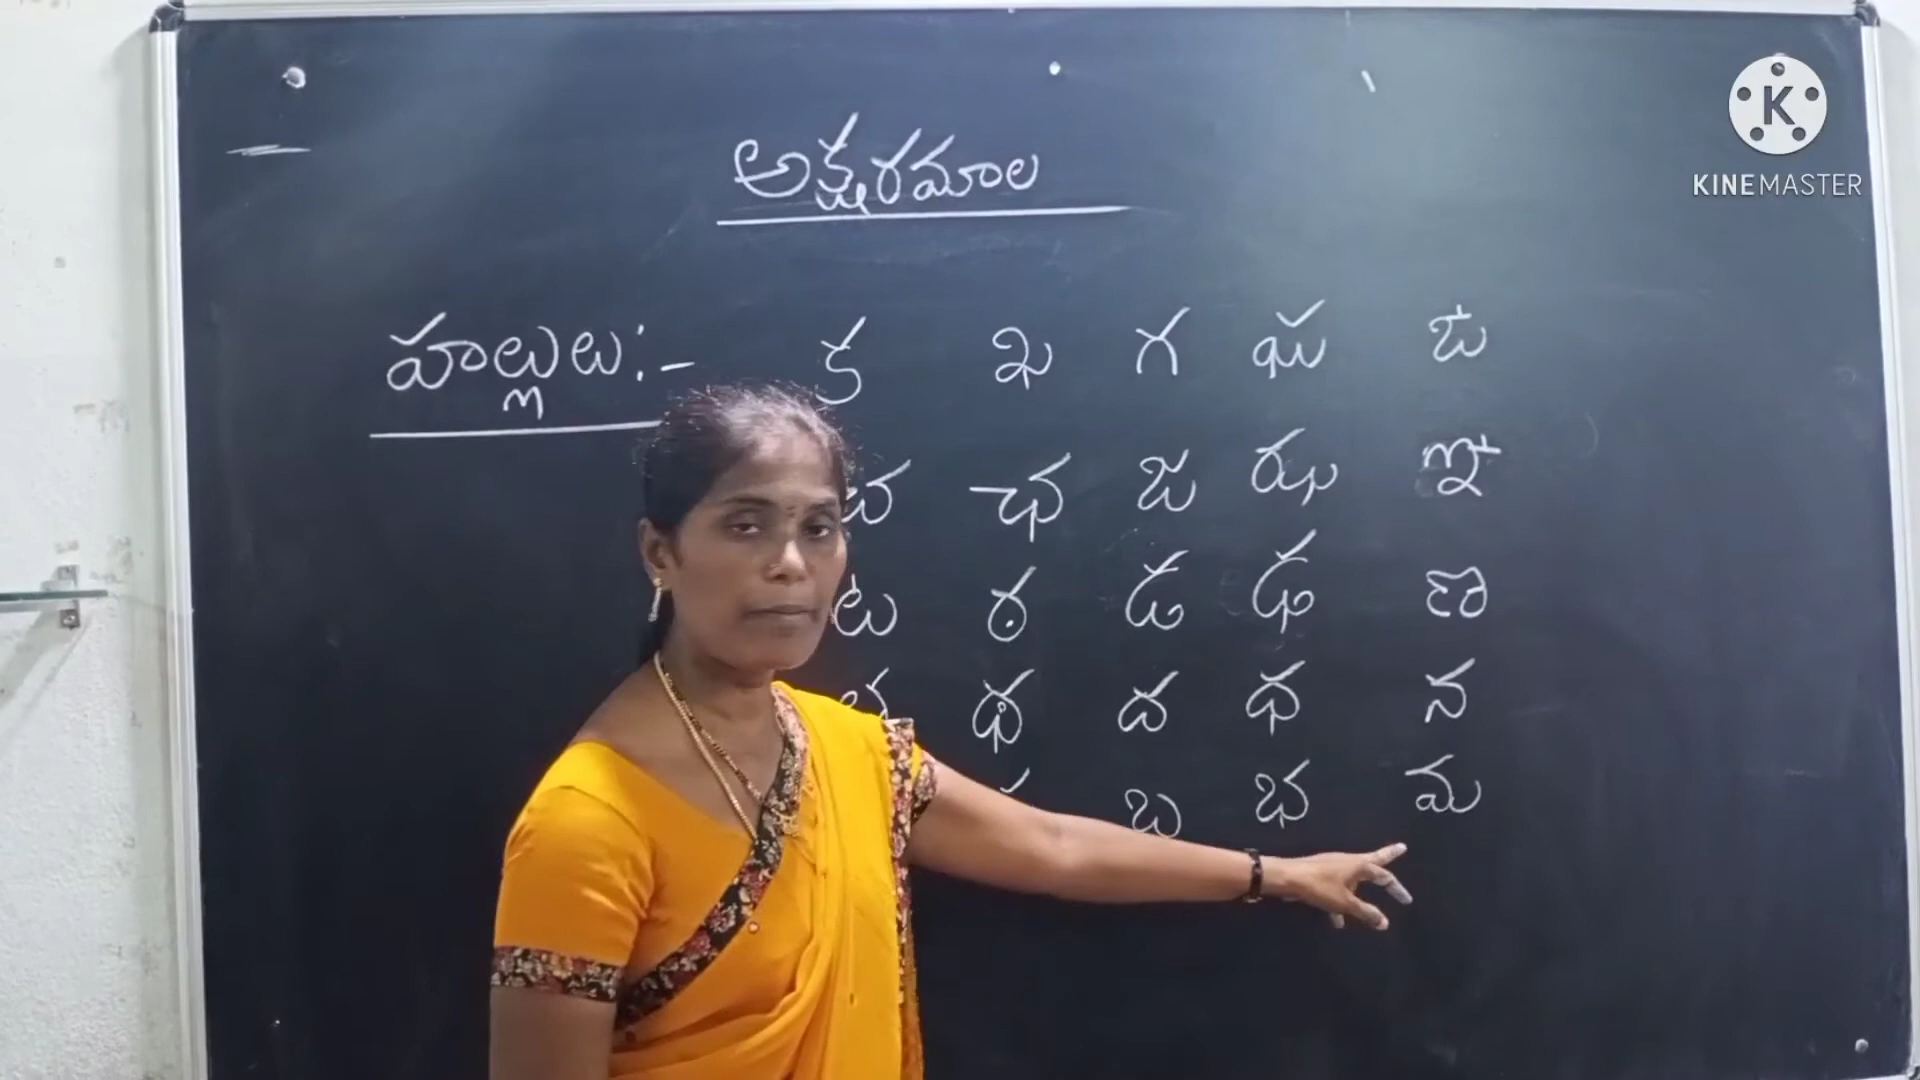 అక్షరమాల
హల్లులు:- క ఖ గ ఘ ఙ
చ ఛ జ ఝ ఞ
ట ఠ డ ఢ ణ
థ ద ధ న
బ భ మ
K
KINEMASTER